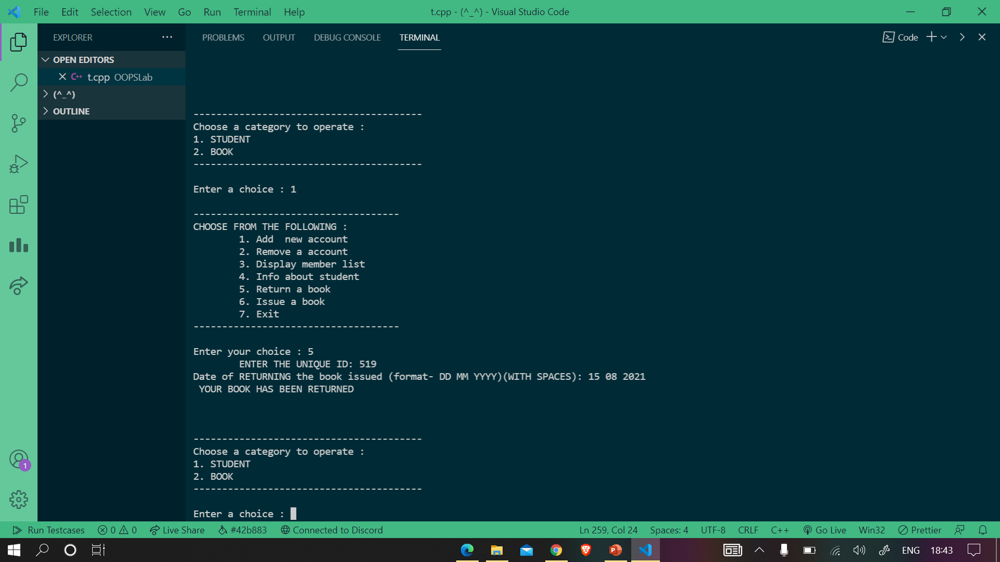 File Edit Selection View Go Run Terminal Help t.cpp - (^_^) - Visual Studio Code
EXPLORER ... PROBLEMS OUTPUT DEBUG CONSOLE TERMINAL Code
OPEN EDITORS
C++ t.cpp OOPSLab
(^_^)
OUTLINE
----------------------------------------
Choose a category to operate :
1. STUDENT
2. BOOK
----------------------------------------
Enter a choice : 1
------------------------------------
CHOOSE FROM THE FOLLOWING :
1. Add  new account
2. Remove a account
3. Display member list
4. Info about student
5. Return a book
6. Issue a book
7. Exit
------------------------------------
Enter your choice : 5
ENTER THE UNIQUE ID: 519
Date of RETURNING the book issued (format- DD MM YYYY)(WITH SPACES): 15 08 2021
YOUR BOOK HAS BEEN RETURNED
----------------------------------------
Choose a category to operate :
1. STUDENT
2. BOOK
----------------------------------------
Enter a choice :
1
Run Testcases 0 0 Live Share #42b883 Connected to Discord Ln 259, Col 24 Spaces: 4 UTF-8 CRLF C++ Go Live Win32 Prettier
P ENG 18:43